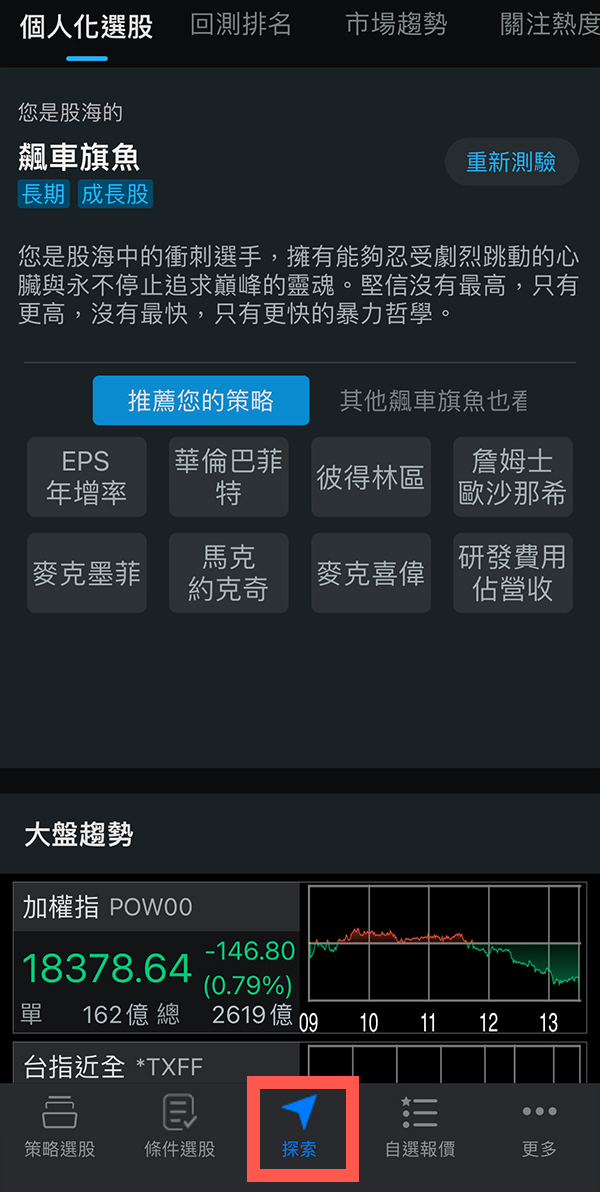 個人化選股 回測排名 市場趨勢 關注熱度
您是股海的
飆車旗魚
重新測驗
長期 成長股
您是股海中的衝刺選手，擁有能夠忍受劇烈跳動的心
臟與永不停止追求巔峰的靈魂。堅信沒有最高，只有
更高，沒有最快，只有更快的暴力哲學。
推薦您的策略 其他飆車旗魚也看
EPS
年增率
華倫巴菲
特
彼得林區
詹姆士
歐沙那希
麥克墨菲
馬克
約克奇
麥克喜偉
研發費用
佔營收
大盤趨勢
加權指 POW00
18378.64
-146.80
(0.79%)
單 162億 總 2619億
09 10 11 12 13
台指近全 *TXFF
策略選股 條件選股 探索 自選報價 更多